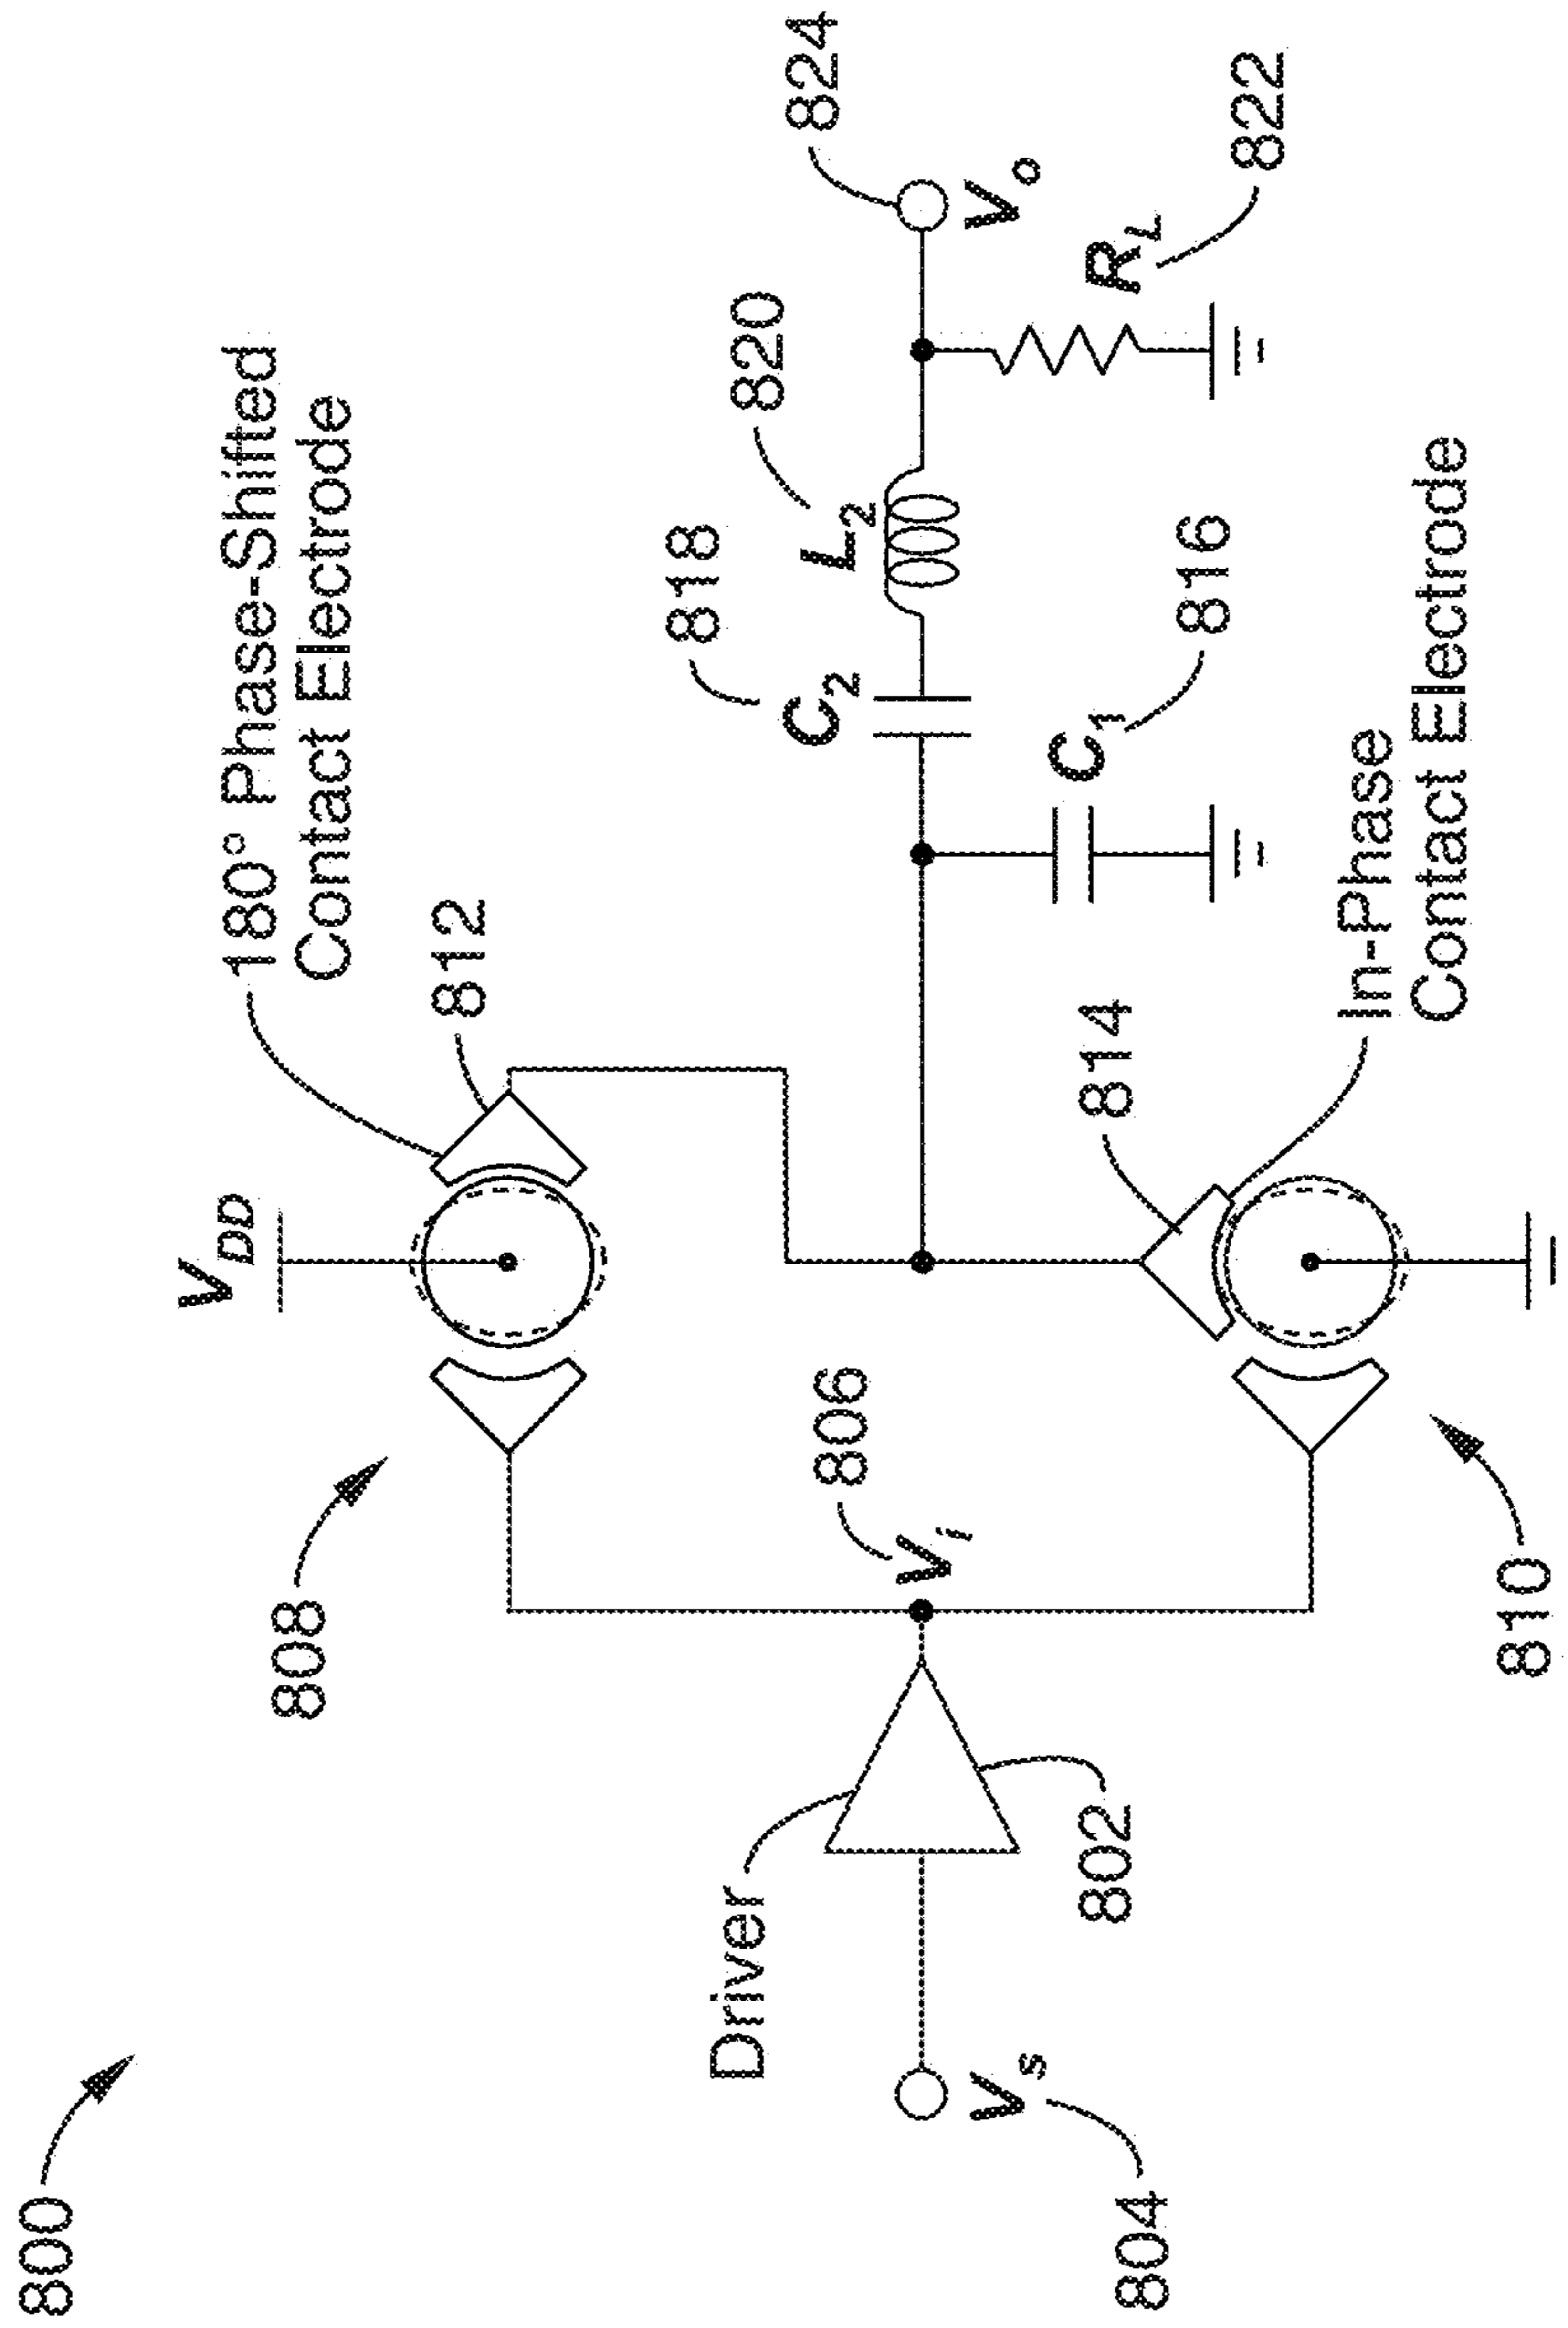 800
V_DD
180° Phase-Shifted
Contact Electrode
808
812
818
820
824
C_2
L_2
V_o
Driver
806
V_i
814
C_1
816
R_L
822
V_s
804
802
In-Phase
Contact Electrode
810